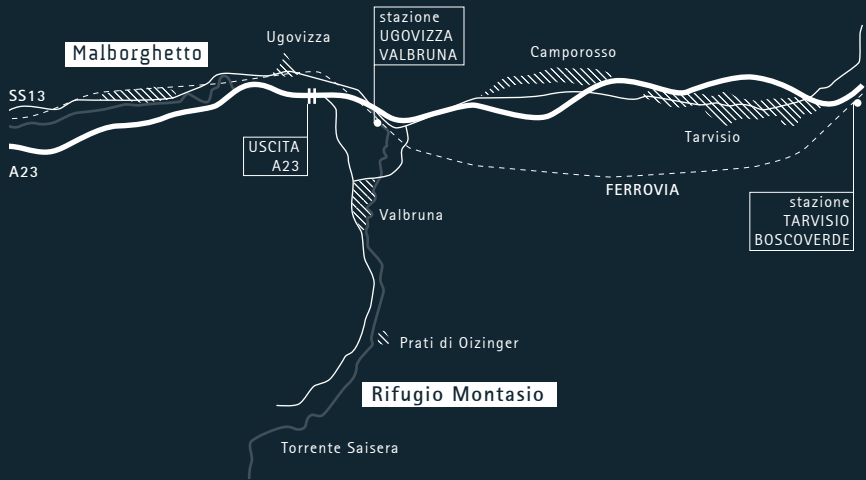 stazione
UGOVIZZA
VALBRUNA
Ugovizza
Malborghetto
Camporosso
SS13
A23
USCITA
A23
Tarvisio
FERROVIA
stazione
TARVISIO
BOSCOVERDE
Valbruna
Prati di Oizinger
Rifugio Montasio
Torrente Saisera